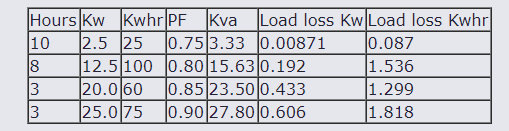 Hours Kw Kwhr PF Kva Load loss Kw Load loss Kwhr
10 2.5 25 0.75 3.33 0.00871 0.087
8 12.5 100 0.80 15.63 0.192 1.536
3 20.0 60 0.85 23.50 0.433 1.299
3 25.0 75 0.90 27.80 0.606 1.818